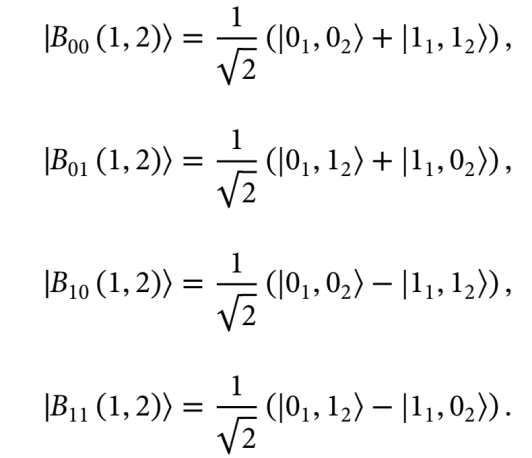 |B₀₀ (1, 2)⟩ = 1/√2 (|0₁, 0₂⟩ + |1₁, 1₂⟩) ,
|B₀₁ (1, 2)⟩ = 1/√2 (|0₁, 1₂⟩ + |1₁, 0₂⟩) ,
|B₁₀ (1, 2)⟩ = 1/√2 (|0₁, 0₂⟩ − |1₁, 1₂⟩) ,
|B₁₁ (1, 2)⟩ = 1/√2 (|0₁, 1₂⟩ − |1₁, 0₂⟩) .